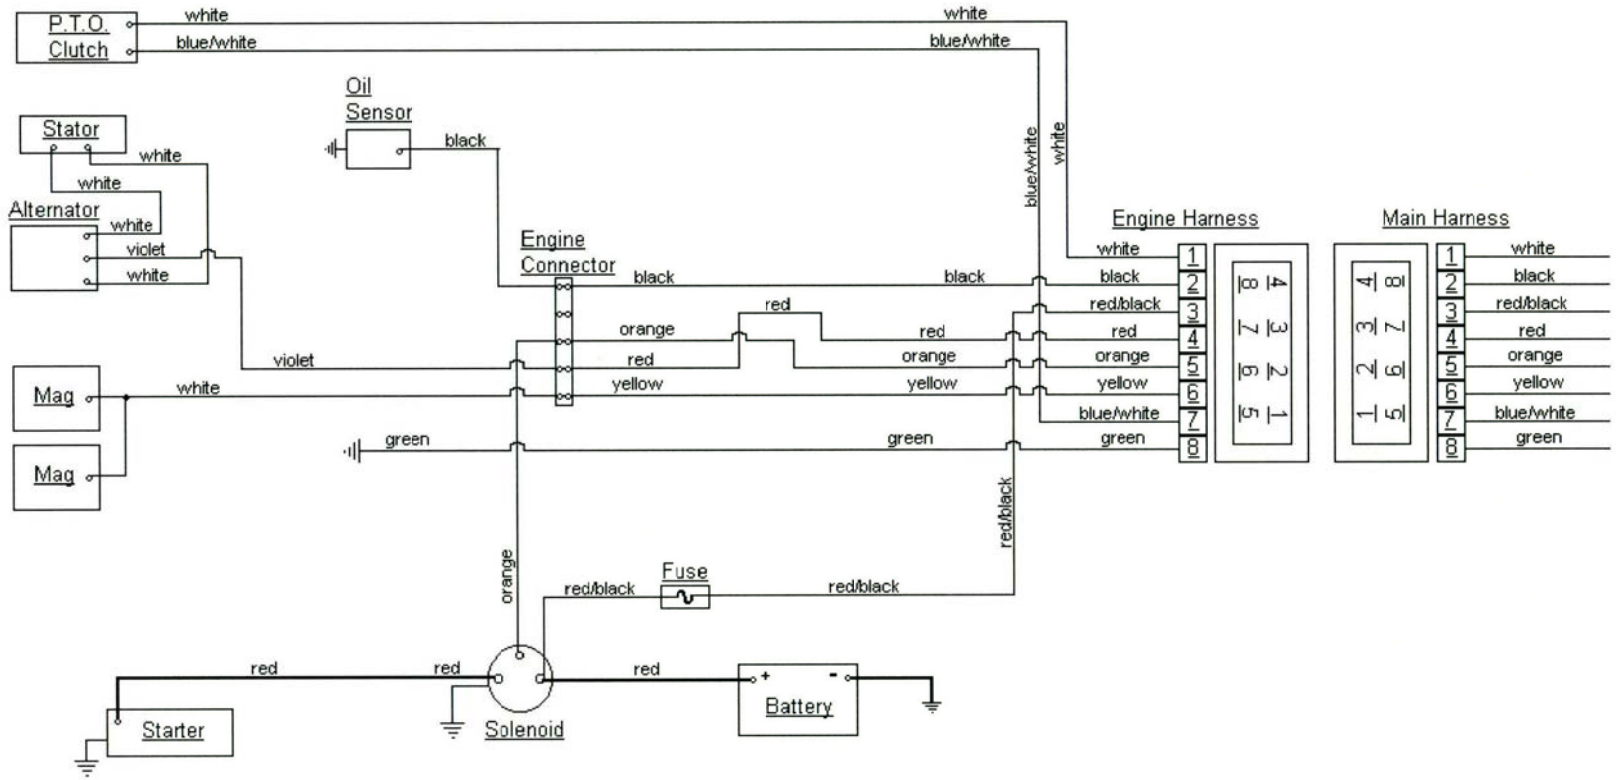 P.T.O.
Clutch
white
blue/white
white
blue/white
Oil
Sensor
black
Stator
white
white
Alternator
white
violet
white
blue/white
white
Engine
Connector
black
orange
red
yellow
red
black
red
orange
yellow
violet
white
Mag
Mag
green
green
Engine Harness
white
black
red/black
red
orange
yellow
blue/white
green
1
2
3
4
5
6
7
8
8 4
7 3
6 2
5 1
Main Harness
4 8
3 7
2 6
1 5
1
2
3
4
5
6
7
8
white
black
red/black
red
orange
yellow
blue/white
green
orange
red/black
Fuse
red/black
red/black
red
red
red
Solenoid
Starter
+ -
Battery